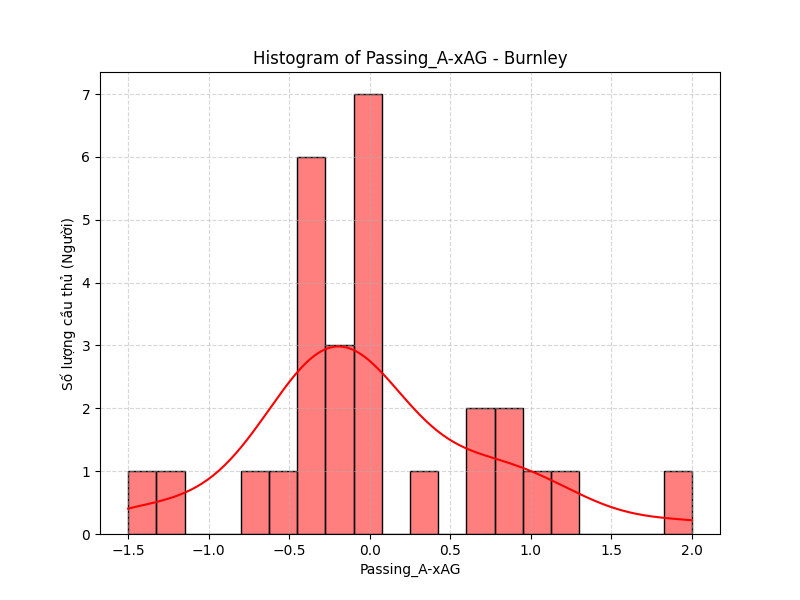 Histogram of Passing_A-xAG - Burnley
Số lượng cầu thủ (Người)
7
6
5
4
3
2
1
0
−1.5 −1.0 −0.5 0.0 0.5 1.0 1.5 2.0
Passing_A-xAG